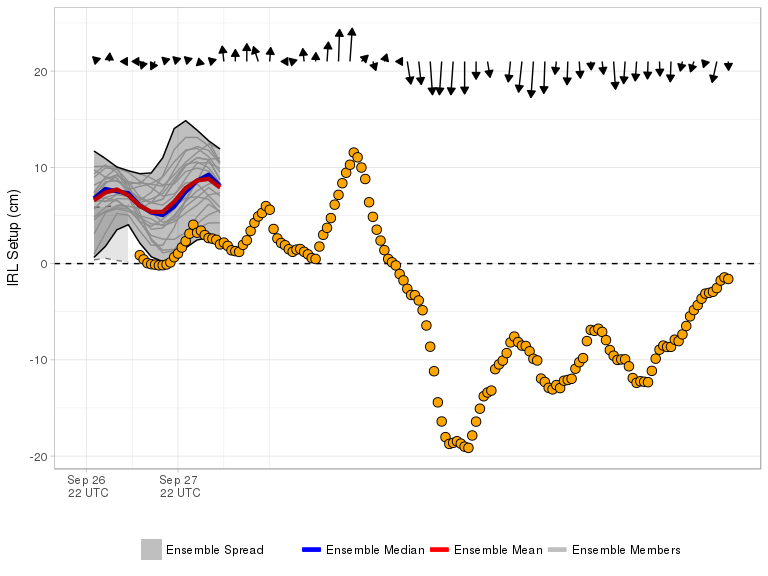 IRL Setup (cm)
20
10
0
-10
-20
Sep 26
22 UTC
Sep 27
22 UTC
Ensemble Spread
Ensemble Median
Ensemble Mean
Ensemble Members